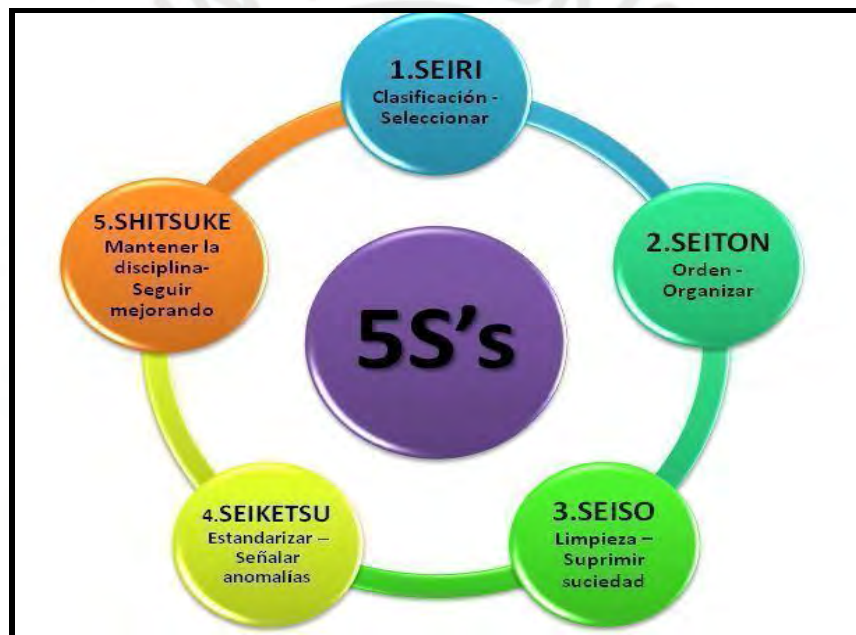 1.SEIRI
Clasificación -
Seleccionar
2.SEITON
Orden -
Organizar
3.SEISO
Limpieza –
Suprimir
suciedad
4.SEIKETSU
Estandarizar –
Señalar
anomalías
5.SHITSUKE
Mantener la
disciplina-
Seguir
mejorando
5S's